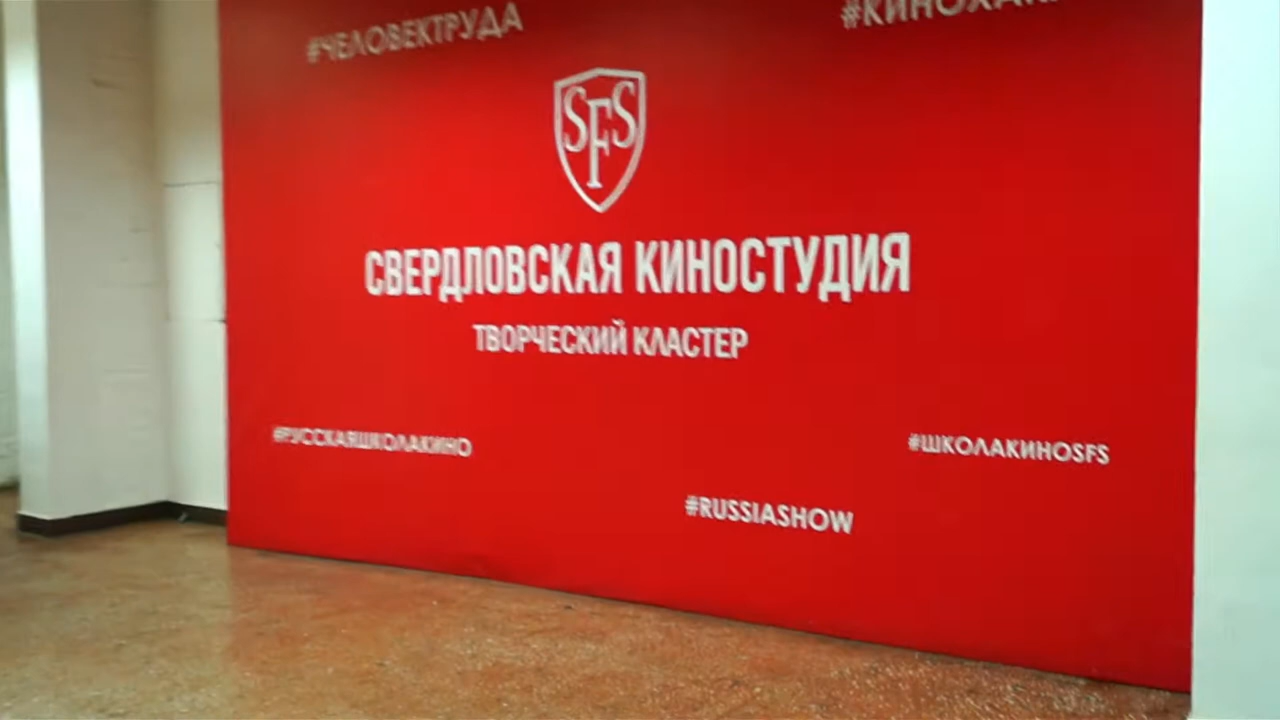 #ЧЕЛОВЕКТРУДА
SFS
СВЕРДЛОВСКАЯ КИНОСТУДИЯ
ТВОРЧЕСКИЙ КЛАСТЕР
#РУССКАЯШКОЛАКИНО
#ШКОЛАКИНОSFS
#RUSSIASHOW